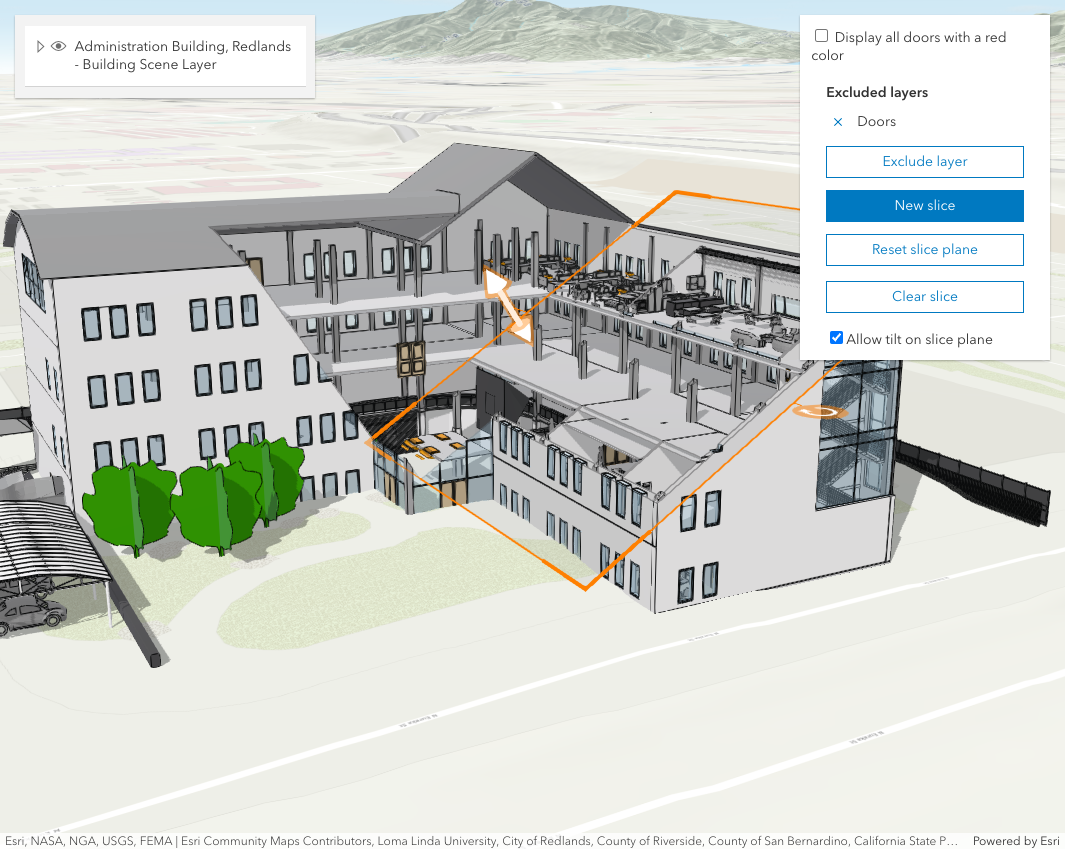 Administration Building, Redlands
- Building Scene Layer
Display all doors with a red
color
Excluded layers
Doors
Exclude layer
New slice
Reset slice plane
Clear slice
Allow tilt on slice plane
Esri, NASA, NGA, USGS, FEMA | Esri Community Maps Contributors, Loma Linda University, City of Redlands, County of Riverside, County of San Bernardino, California State P…
Powered by Esri